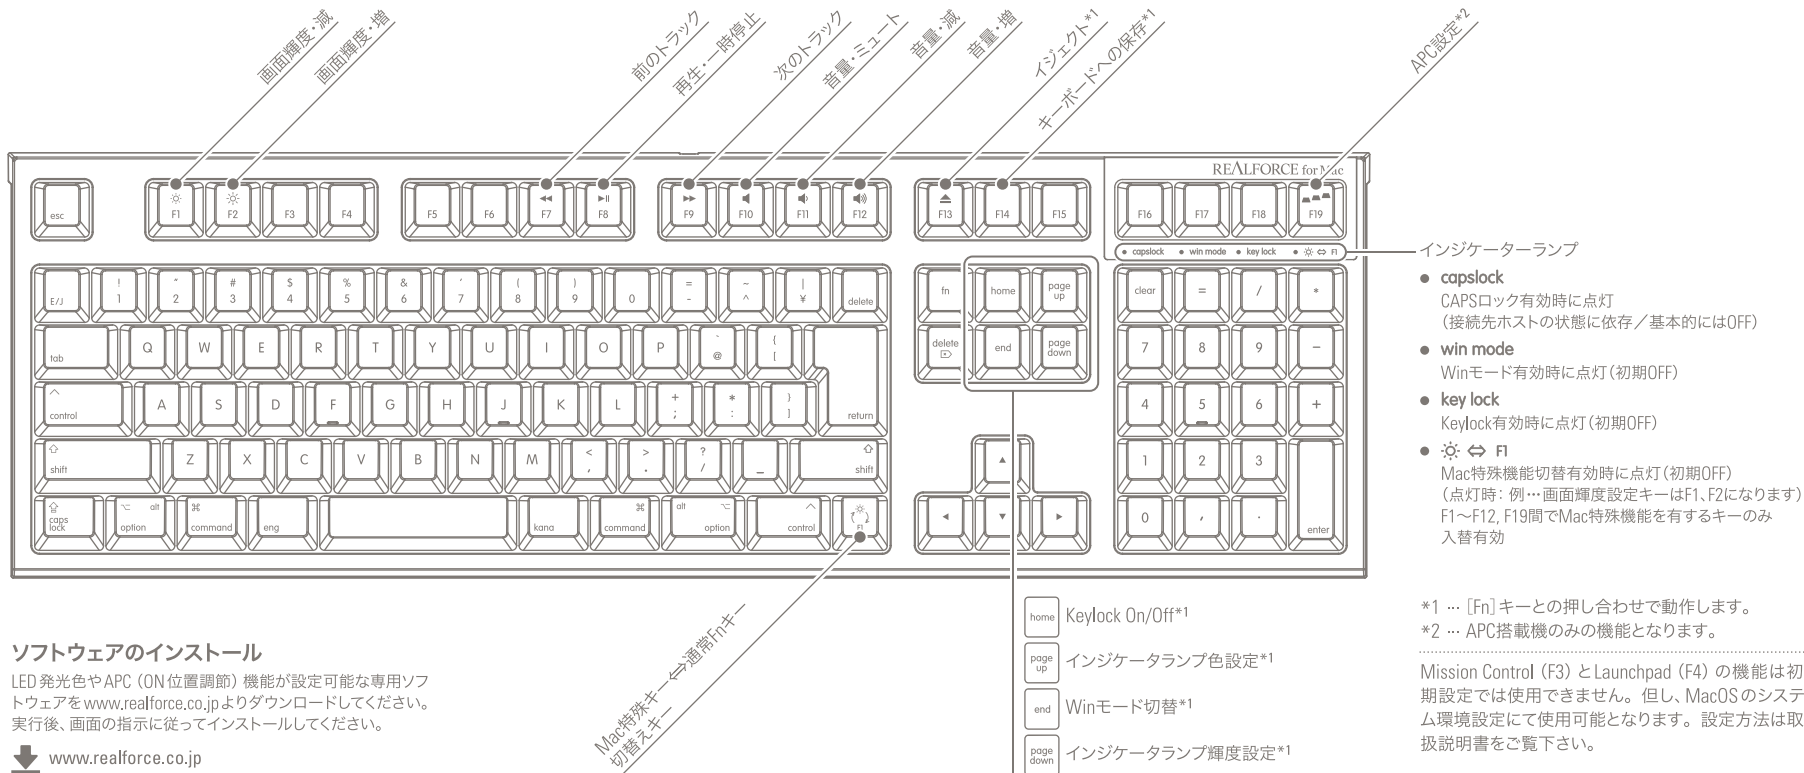 画面輝度・減
画面輝度・増
前のトラック
再生・一時停止
次のトラック
音量・ミュート
音量・減
音量・増
イジェクト*1
キーボードへの保存*1
APC設定*2
REALFORCE for Mac
esc
F1
F2
F3
F4
F5
F6
F7
F8
F9
F10
F11
F12
F13
F14
F15
F16
F17
F18
F19
● capslock ● win mode ● key lock ● ⇔ F1
E/J
! 1
" 2
# 3
$ 4
% 5
& 6
' 7
( 8
) 9
0
= -
~ ^
| ¥
delete
fn
home
page up
clear
=
/
*
tab
Q
W
E
R
T
Y
U
I
O
P
` @
{ [
return
delete
end
page down
7
8
9
-
control
A
S
D
F
G
H
J
K
L
+ ;
* :
} ]
4
5
6
+
shift
Z
X
C
V
B
N
M
< ,
> .
? /
_
shift
1
2
3
enter
caps lock
alt
option
⌘
command
eng
kana
⌘
command
alt
option
control
F1
0
,
.
インジケーターランプ
● capslock
CAPSロック有効時に点灯
(接続先ホストの状態に依存/基本的にはOFF)
● win mode
Winモード有効時に点灯(初期OFF)
● key lock
Keylock有効時に点灯(初期OFF)
● ⇔ F1
Mac特殊機能切替有効時に点灯(初期OFF)
(点灯時: 例…画面輝度設定キーはF1、F2になります)
F1〜F12, F19間でMac特殊機能を有するキーのみ
入替有効
Mac特殊キー⇔通常Fnキー
切替えキー
home Keylock On/Off*1
page up インジケータランプ色設定*1
end Winモード切替*1
page down インジケータランプ輝度設定*1
*1 … [Fn]キーとの押し合わせで動作します。
*2 … APC搭載機のみの機能となります。
Mission Control (F3) とLaunchpad (F4) の機能は初
期設定では使用できません。但し、MacOSのシステ
ム環境設定にて使用可能となります。設定方法は取
扱説明書をご覧下さい。
ソフトウェアのインストール
LED発光色やAPC (ON位置調節) 機能が設定可能な専用ソフ
トウェアをwww.realforce.co.jpよりダウンロードしてください。
実行後、画面の指示に従ってインストールしてください。
www.realforce.co.jp